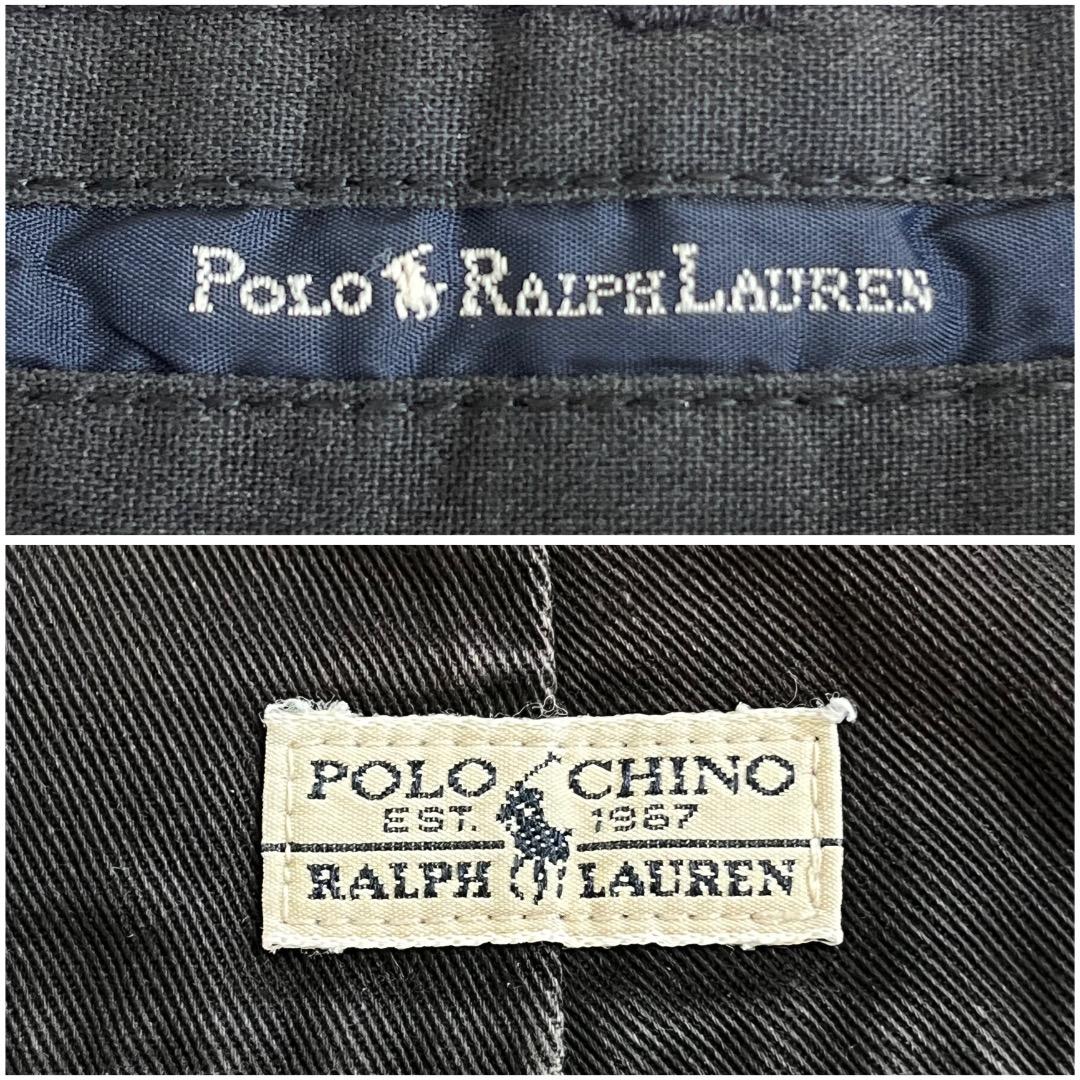 POLO RALPH LAUREN
POLO CHINO
EST. 1967
RALPH LAUREN